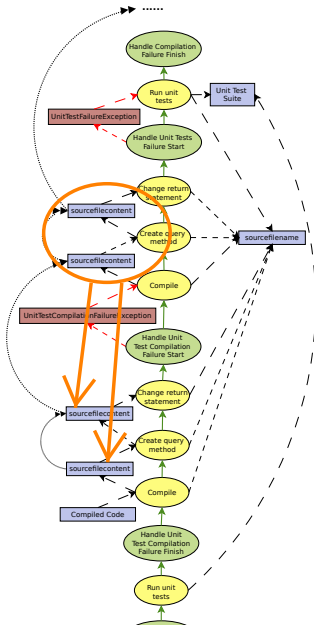 ......
Handle Compilation
Failure Finish
Run unit
tests
Unit Test
Suite
UnitTestFailureException
Handle Unit Tests
Failure Start
Change return
statement
sourcefilecontent
Create query
method
sourcefilename
sourcefilecontent
Compile
UnitTestCompilationFailureException
Handle Unit
Test Compilation
Failure Start
Change return
statement
sourcefilecontent
Create query
method
sourcefilecontent
Compile
Compiled Code
Handle Unit
Test Compilation
Failure Finish
Run unit
tests